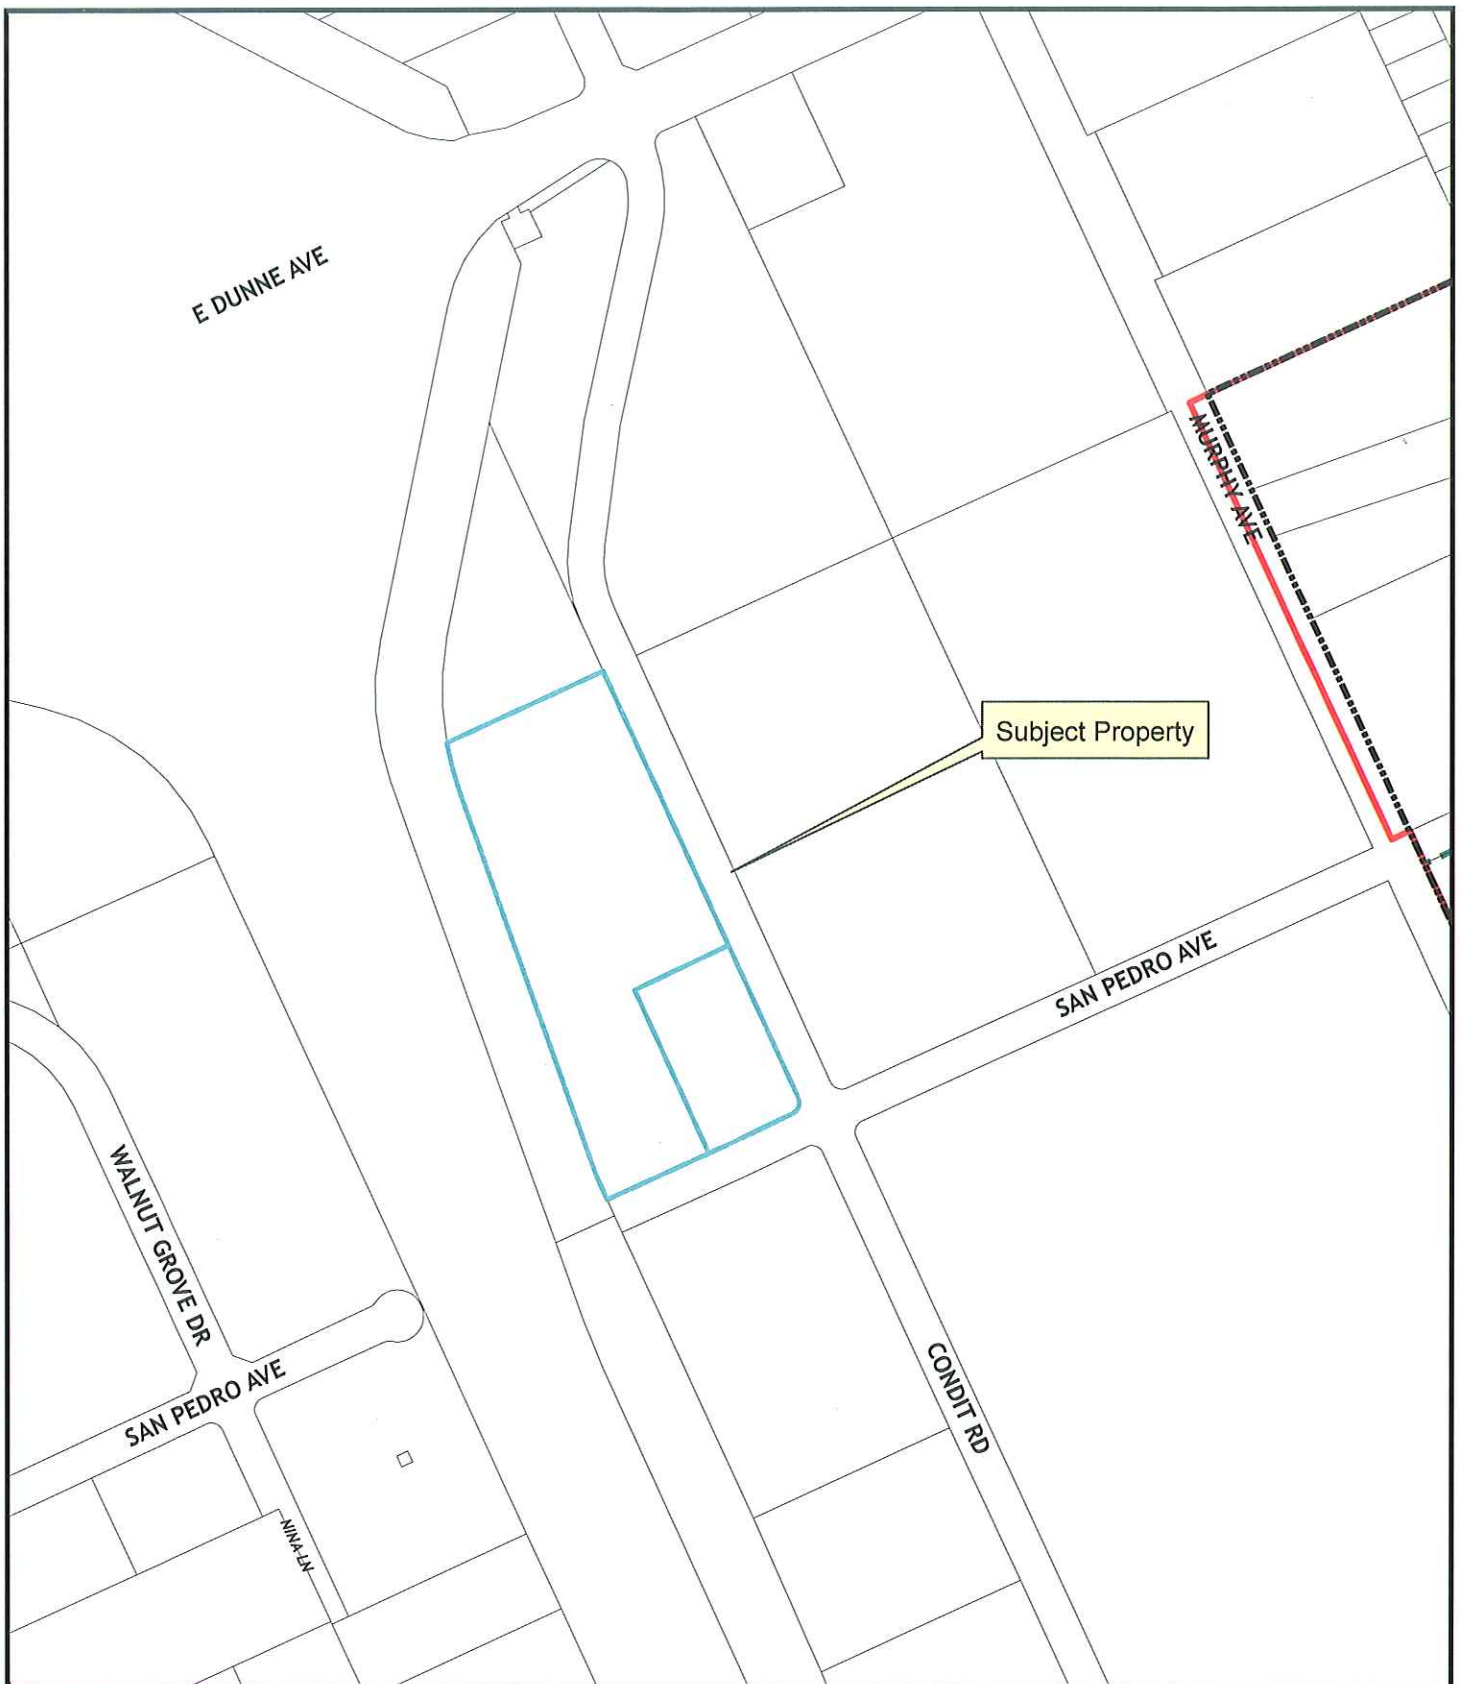 E DUNNE AVE
MURPHY AVE
Subject Property
SAN PEDRO AVE
WALNUT GROVE DR
SAN PEDRO AVE
CONDIT RD
NINA LN